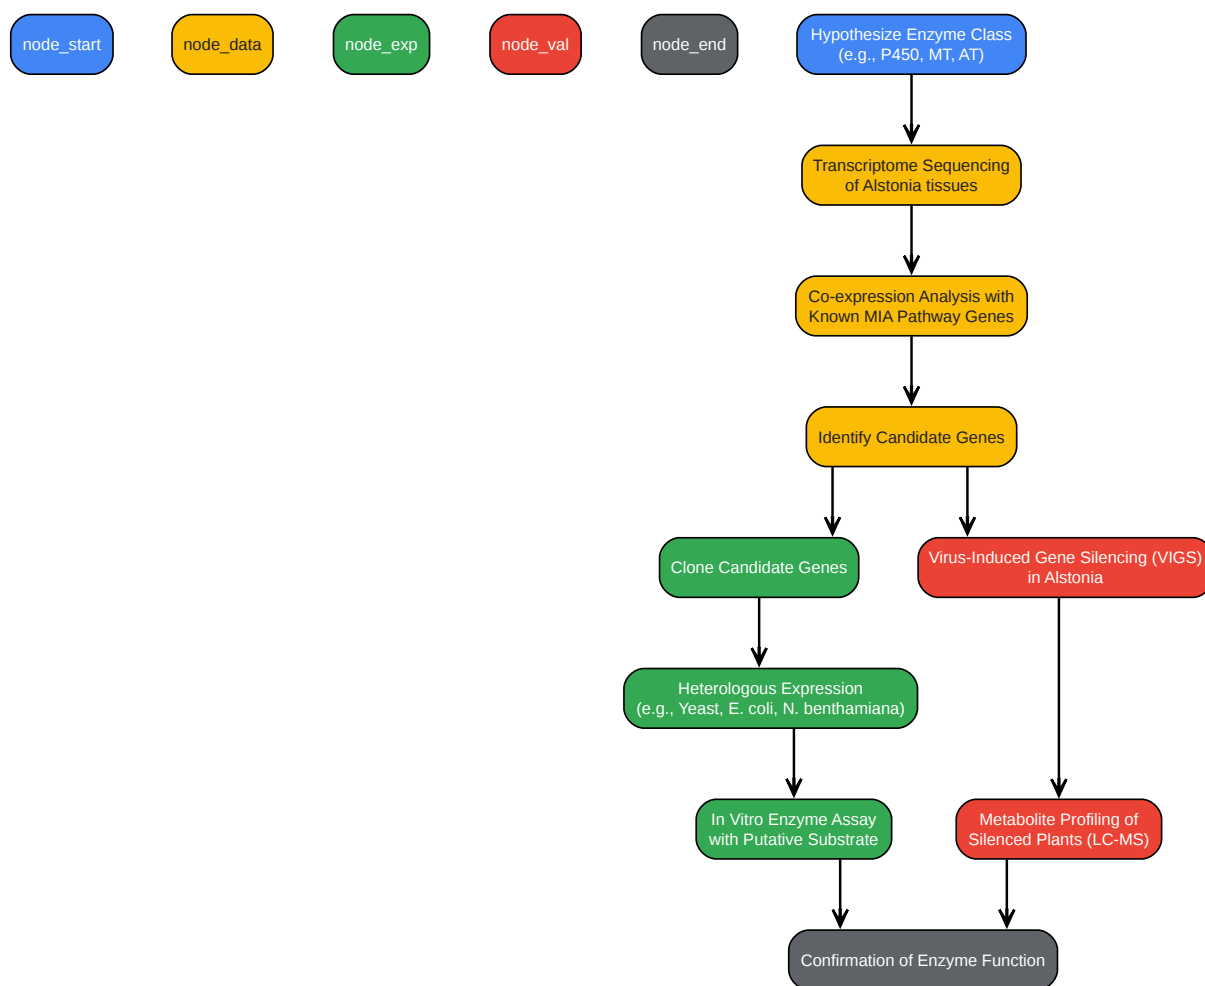 node_start
node_data
node_exp
node_val
node_end
Hypothesize Enzyme Class
(e.g., P450, MT, AT)
Transcriptome Sequencing
of Alstonia tissues
Co-expression Analysis with
Known MIA Pathway Genes
Identify Candidate Genes
Clone Candidate Genes
Virus-Induced Gene Silencing (VIGS)
in Alstonia
Heterologous Expression
(e.g., Yeast, E. coli, N. benthamiana)
In Vitro Enzyme Assay
with Putative Substrate
Metabolite Profiling of
Silenced Plants (LC-MS)
Confirmation of Enzyme Function